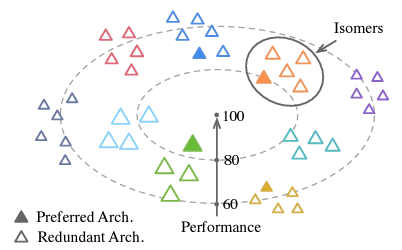 Isomers
100
80
60
Performance
Preferred Arch.
Redundant Arch.